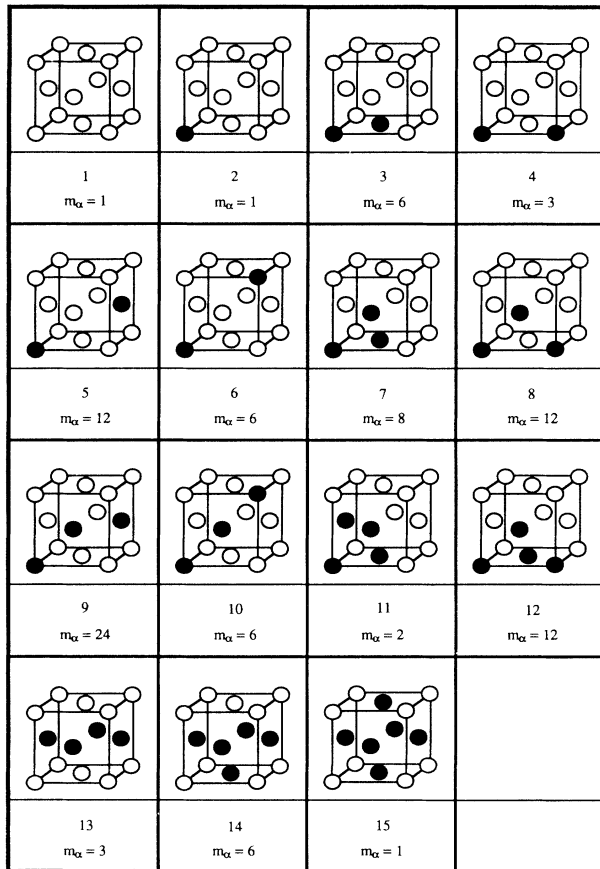 1 2 3 4
mα = 1 mα = 1 mα = 6 mα = 3
5 6 7 8
mα = 12 mα = 6 mα = 8 mα = 12
9 10 11 12
mα = 24 mα = 6 mα = 2 mα = 12
13 14 15
mα = 3 mα = 6 mα = 1